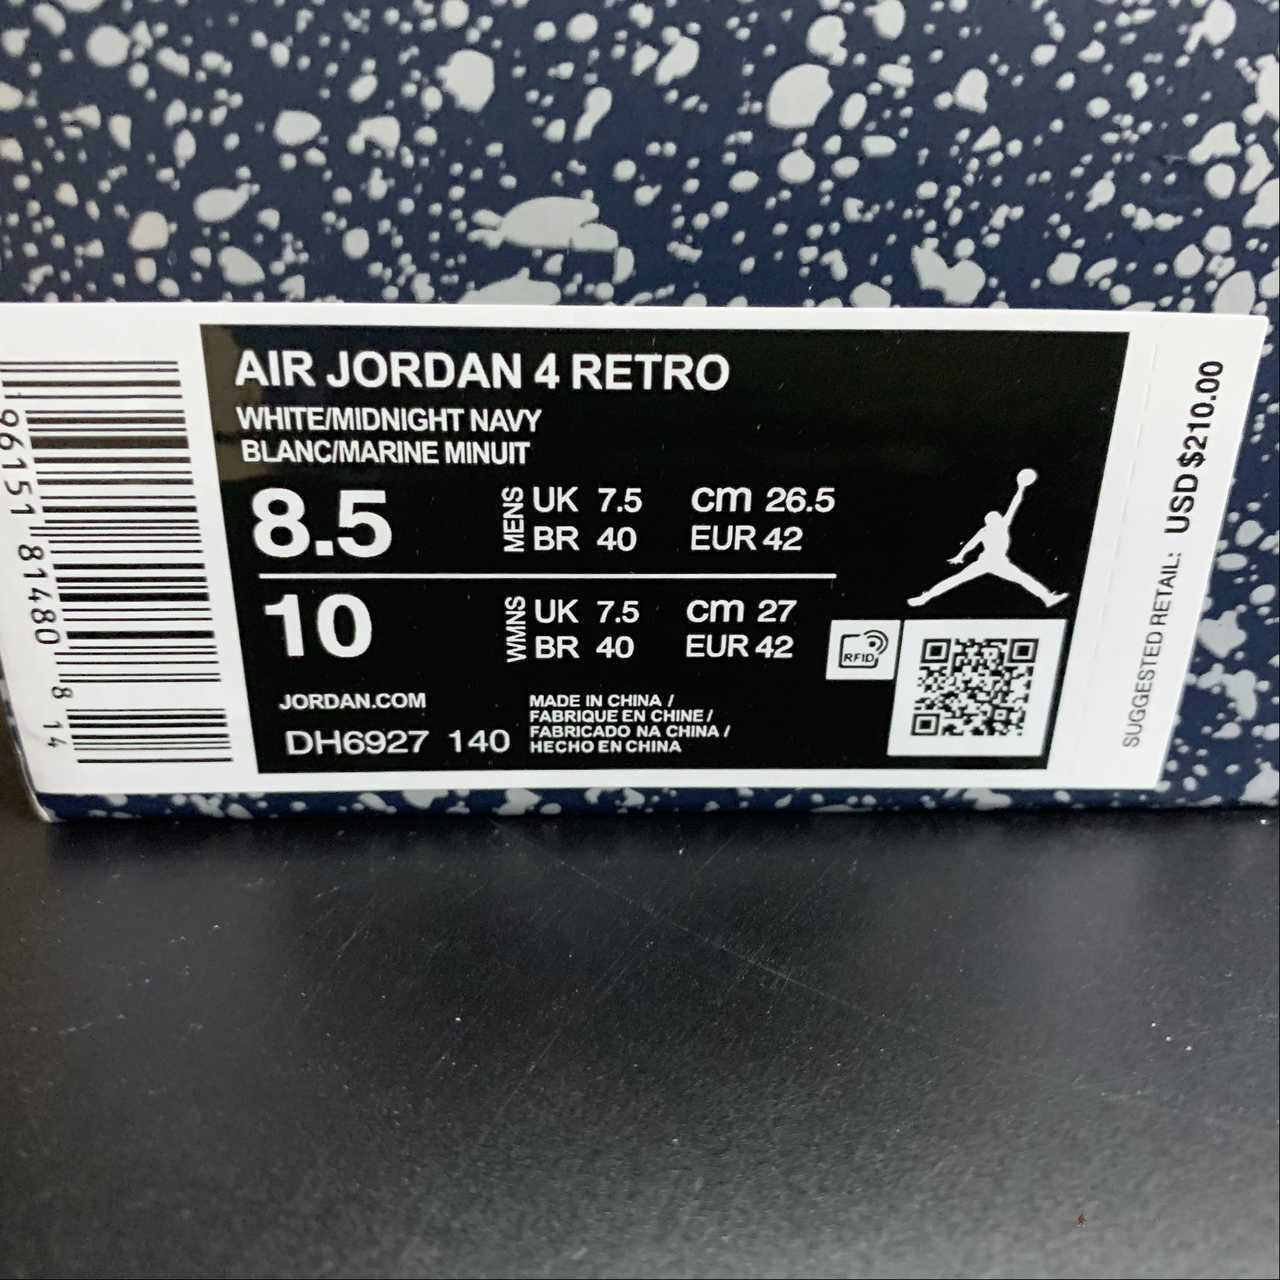 AIR JORDAN 4 RETRO
WHITE/MIDNIGHT NAVY
BLANC/MARINE MINUIT
8.5
MENS
UK 7.5 cm 26.5
BR 40 EUR 42
10
WMNS
UK 7.5 cm 27
BR 40 EUR 42
RFID
JORDAN.COM
DH6927 140
MADE IN CHINA /
FABRIQUE EN CHINE /
FABRICADO NA CHINA /
HECHO EN CHINA
SUGGESTED RETAIL: USD $210.00
96151 81480 8 14